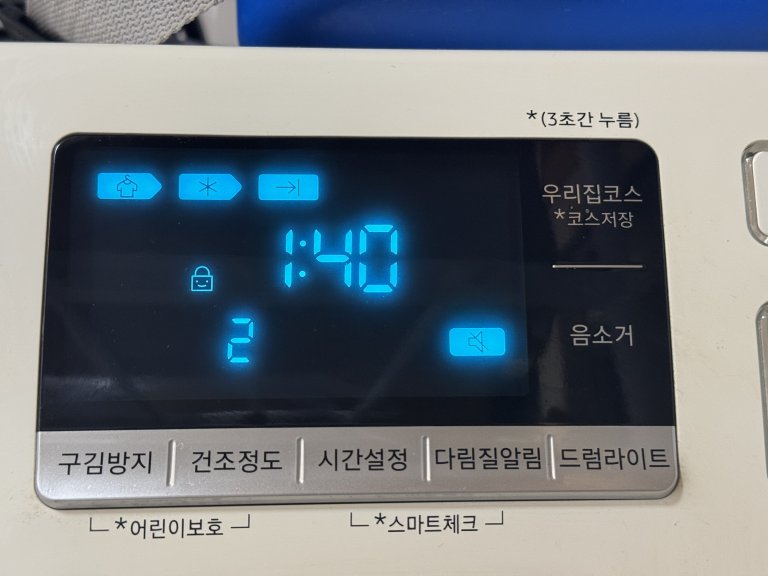 *(3초간 누름)
우리집코스
*코스저장
1:40
음소거
2
구김방지 건조정도 시간설정 다림질알림 드럼라이트
*어린이보호 *스마트체크